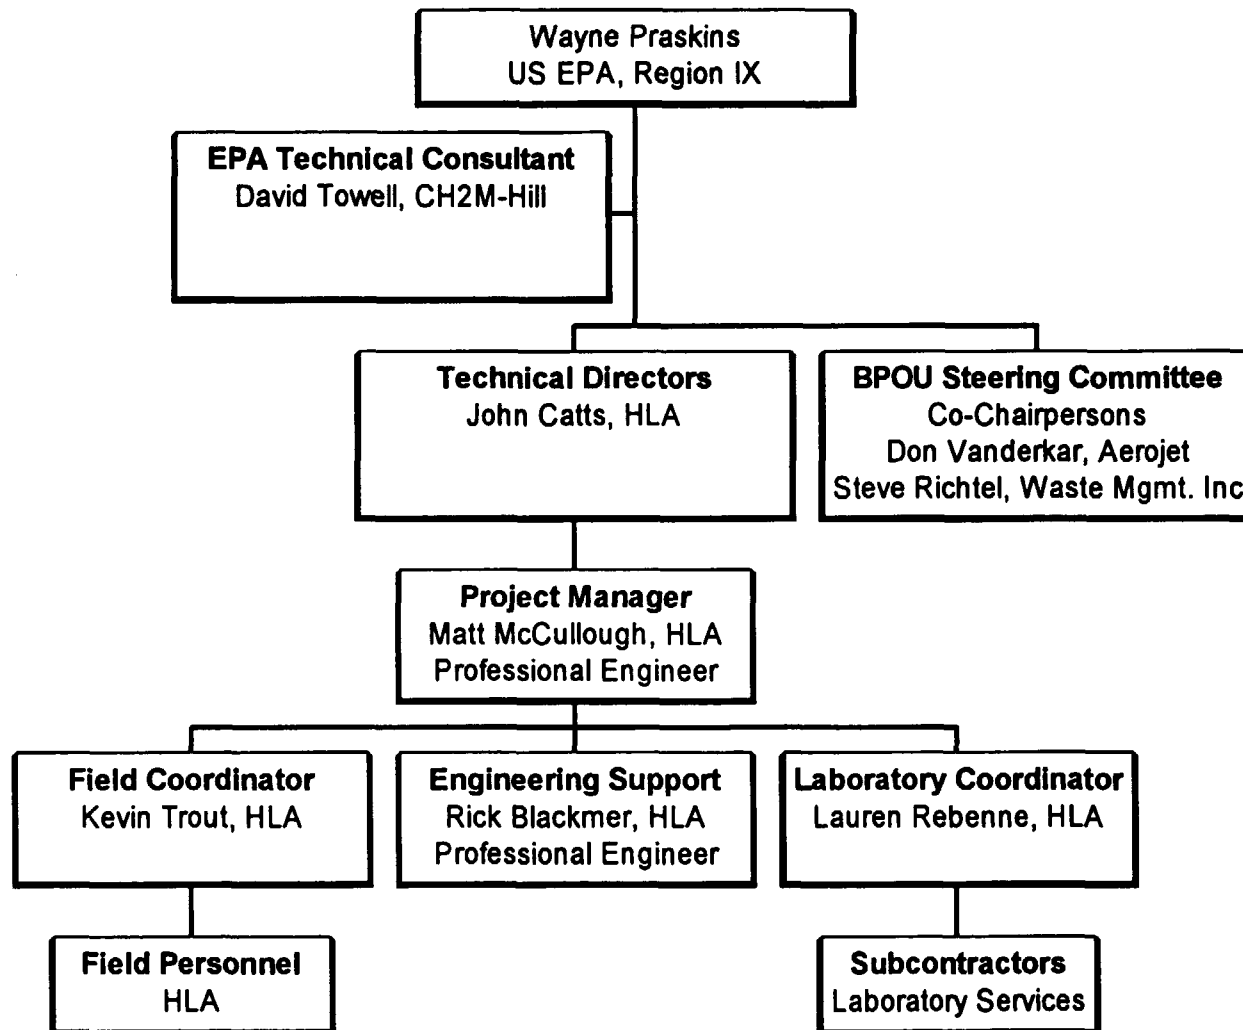 Wayne Praskins
US EPA, Region IX
EPA Technical Consultant
David Towell, CH2M-Hill
Technical Directors
John Catts, HLA
BPOU Steering Committee
Co-Chairpersons
Don Vanderkar, Aerojet
Steve Richtel, Waste Mgmt. Inc
Project Manager
Matt McCullough, HLA
Professional Engineer
Field Coordinator
Kevin Trout, HLA
Engineering Support
Rick Blackmer, HLA
Professional Engineer
Laboratory Coordinator
Lauren Rebenne, HLA
Field Personnel
HLA
Subcontractors
Laboratory Services